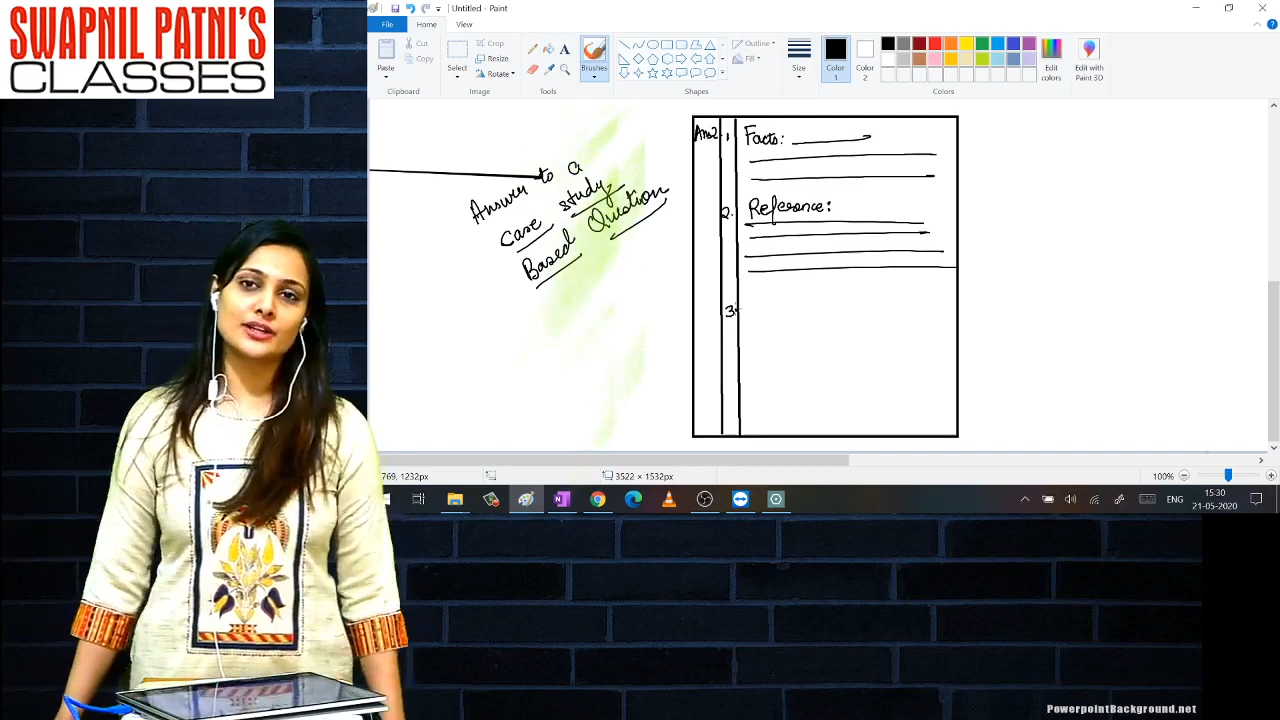 SWAPNIL PATNI'S
CLASSES
Untitled - Paint
File
Home
View
Paste
Cut
Copy
Clipboard
Select
Crop
Resize
Rotate
Image
Tools
Brushes
Shapes
Outline
Fill
Size
Color
1
Color
2
Colors
Edit
colors
Edit with
Paint 3D
Answer to a
Case study
Based Question
Ans2. 1. Facts:
2. Reference:
3.
769, 1232px
3522 × 1532px
100%
ENG
15:30
21-05-2020
PowerpointBackground.net